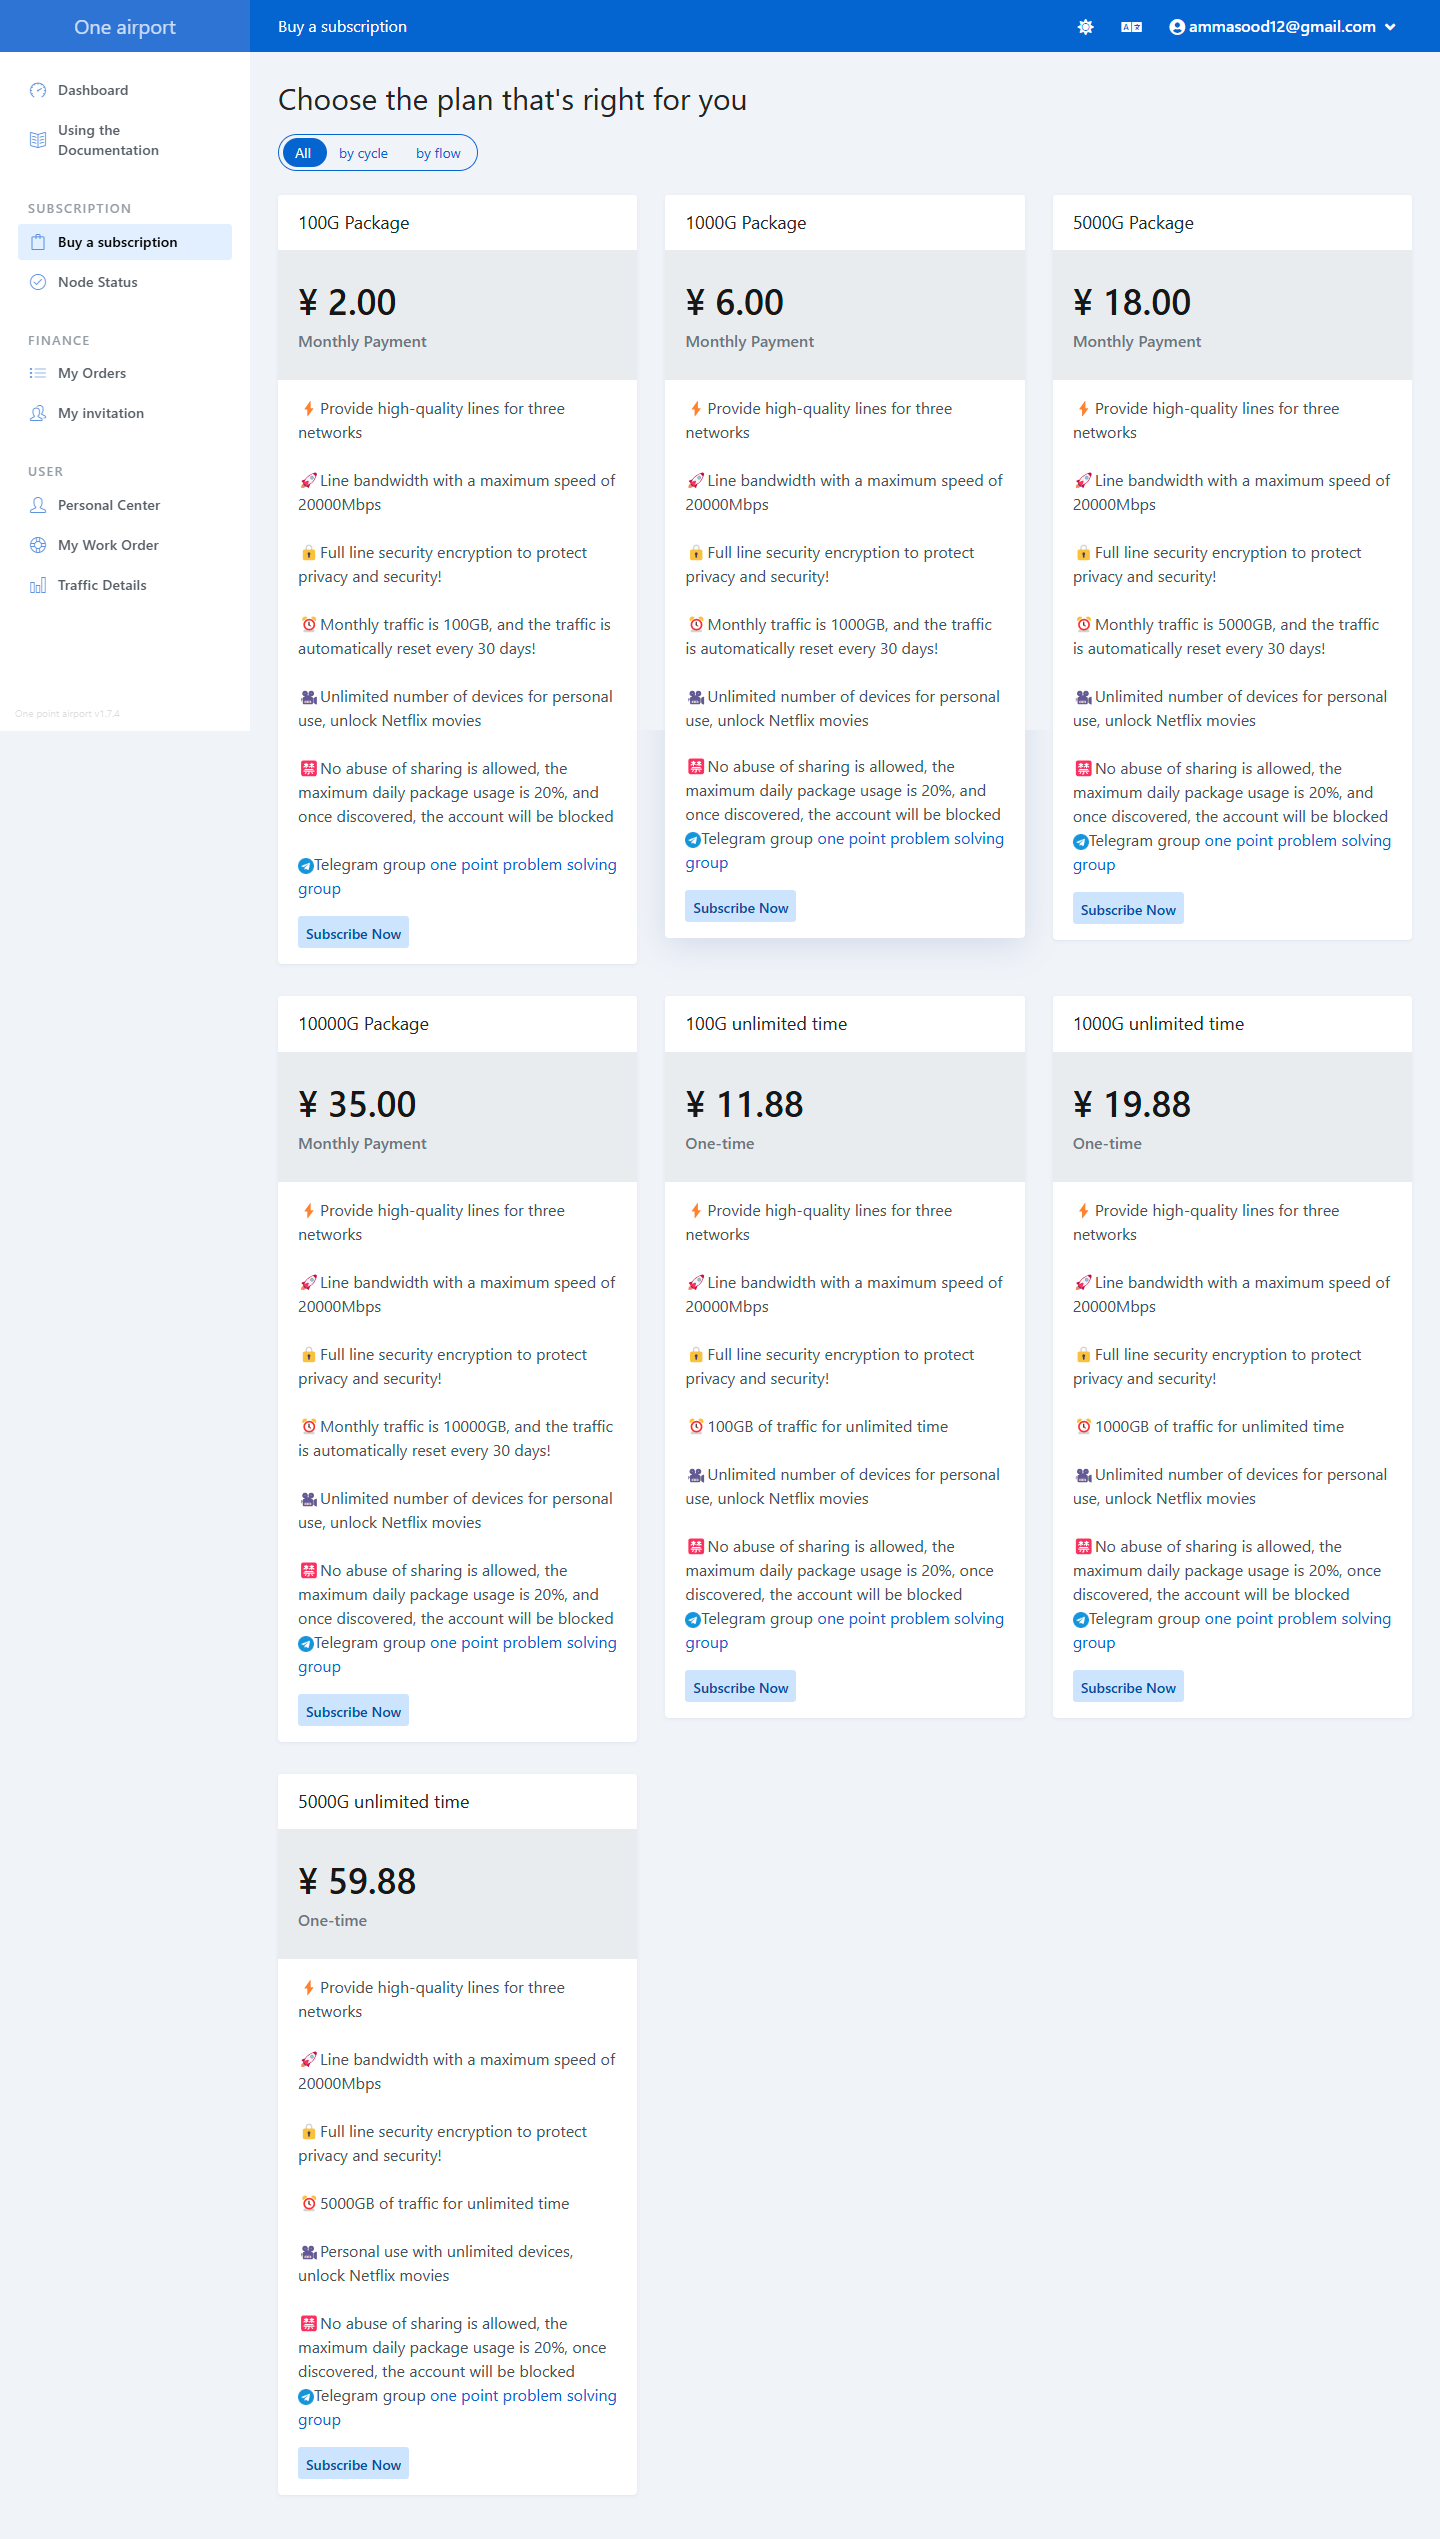 One airport
Buy a subscription
ammasood12@gmail.com
Dashboard
Using the
Documentation
SUBSCRIPTION
Buy a subscription
Node Status
FINANCE
My Orders
My invitation
USER
Personal Center
My Work Order
Traffic Details
One point airport v1.7.4
Choose the plan that's right for you
All by cycle by flow
100G Package
¥ 2.00
Monthly Payment
⚡Provide high-quality lines for three
networks
🚀Line bandwidth with a maximum speed of
20000Mbps
🔒Full line security encryption to protect
privacy and security!
⏰Monthly traffic is 100GB, and the traffic is
automatically reset every 30 days!
🎥Unlimited number of devices for personal
use, unlock Netflix movies
🈲No abuse of sharing is allowed, the
maximum daily package usage is 20%, and
once discovered, the account will be blocked
Telegram group one point problem solving
group
Subscribe Now
1000G Package
¥ 6.00
Monthly Payment
⚡Provide high-quality lines for three
networks
🚀Line bandwidth with a maximum speed of
20000Mbps
🔒Full line security encryption to protect
privacy and security!
⏰Monthly traffic is 1000GB, and the traffic
is automatically reset every 30 days!
🎥Unlimited number of devices for personal
use, unlock Netflix movies
🈲No abuse of sharing is allowed, the
maximum daily package usage is 20%, and
once discovered, the account will be blocked
Telegram group one point problem solving
group
Subscribe Now
5000G Package
¥ 18.00
Monthly Payment
⚡Provide high-quality lines for three
networks
🚀Line bandwidth with a maximum speed of
20000Mbps
🔒Full line security encryption to protect
privacy and security!
⏰Monthly traffic is 5000GB, and the traffic
is automatically reset every 30 days!
🎥Unlimited number of devices for personal
use, unlock Netflix movies
🈲No abuse of sharing is allowed, the
maximum daily package usage is 20%, and
once discovered, the account will be blocked
Telegram group one point problem solving
group
Subscribe Now
10000G Package
¥ 35.00
Monthly Payment
⚡Provide high-quality lines for three
networks
🚀Line bandwidth with a maximum speed of
20000Mbps
🔒Full line security encryption to protect
privacy and security!
⏰Monthly traffic is 10000GB, and the traffic
is automatically reset every 30 days!
🎥Unlimited number of devices for personal
use, unlock Netflix movies
🈲No abuse of sharing is allowed, the
maximum daily package usage is 20%, and
once discovered, the account will be blocked
Telegram group one point problem solving
group
Subscribe Now
100G unlimited time
¥ 11.88
One-time
⚡Provide high-quality lines for three
networks
🚀Line bandwidth with a maximum speed of
20000Mbps
🔒Full line security encryption to protect
privacy and security!
⏰100GB of traffic for unlimited time
🎥Unlimited number of devices for personal
use, unlock Netflix movies
🈲No abuse of sharing is allowed, the
maximum daily package usage is 20%, once
discovered, the account will be blocked
Telegram group one point problem solving
group
Subscribe Now
1000G unlimited time
¥ 19.88
One-time
⚡Provide high-quality lines for three
networks
🚀Line bandwidth with a maximum speed of
20000Mbps
🔒Full line security encryption to protect
privacy and security!
⏰1000GB of traffic for unlimited time
🎥Unlimited number of devices for personal
use, unlock Netflix movies
🈲No abuse of sharing is allowed, the
maximum daily package usage is 20%, once
discovered, the account will be blocked
Telegram group one point problem solving
group
Subscribe Now
5000G unlimited time
¥ 59.88
One-time
⚡Provide high-quality lines for three
networks
🚀Line bandwidth with a maximum speed of
20000Mbps
🔒Full line security encryption to protect
privacy and security!
⏰5000GB of traffic for unlimited time
🎥Personal use with unlimited devices,
unlock Netflix movies
🈲No abuse of sharing is allowed, the
maximum daily package usage is 20%, once
discovered, the account will be blocked
Telegram group one point problem solving
group
Subscribe Now